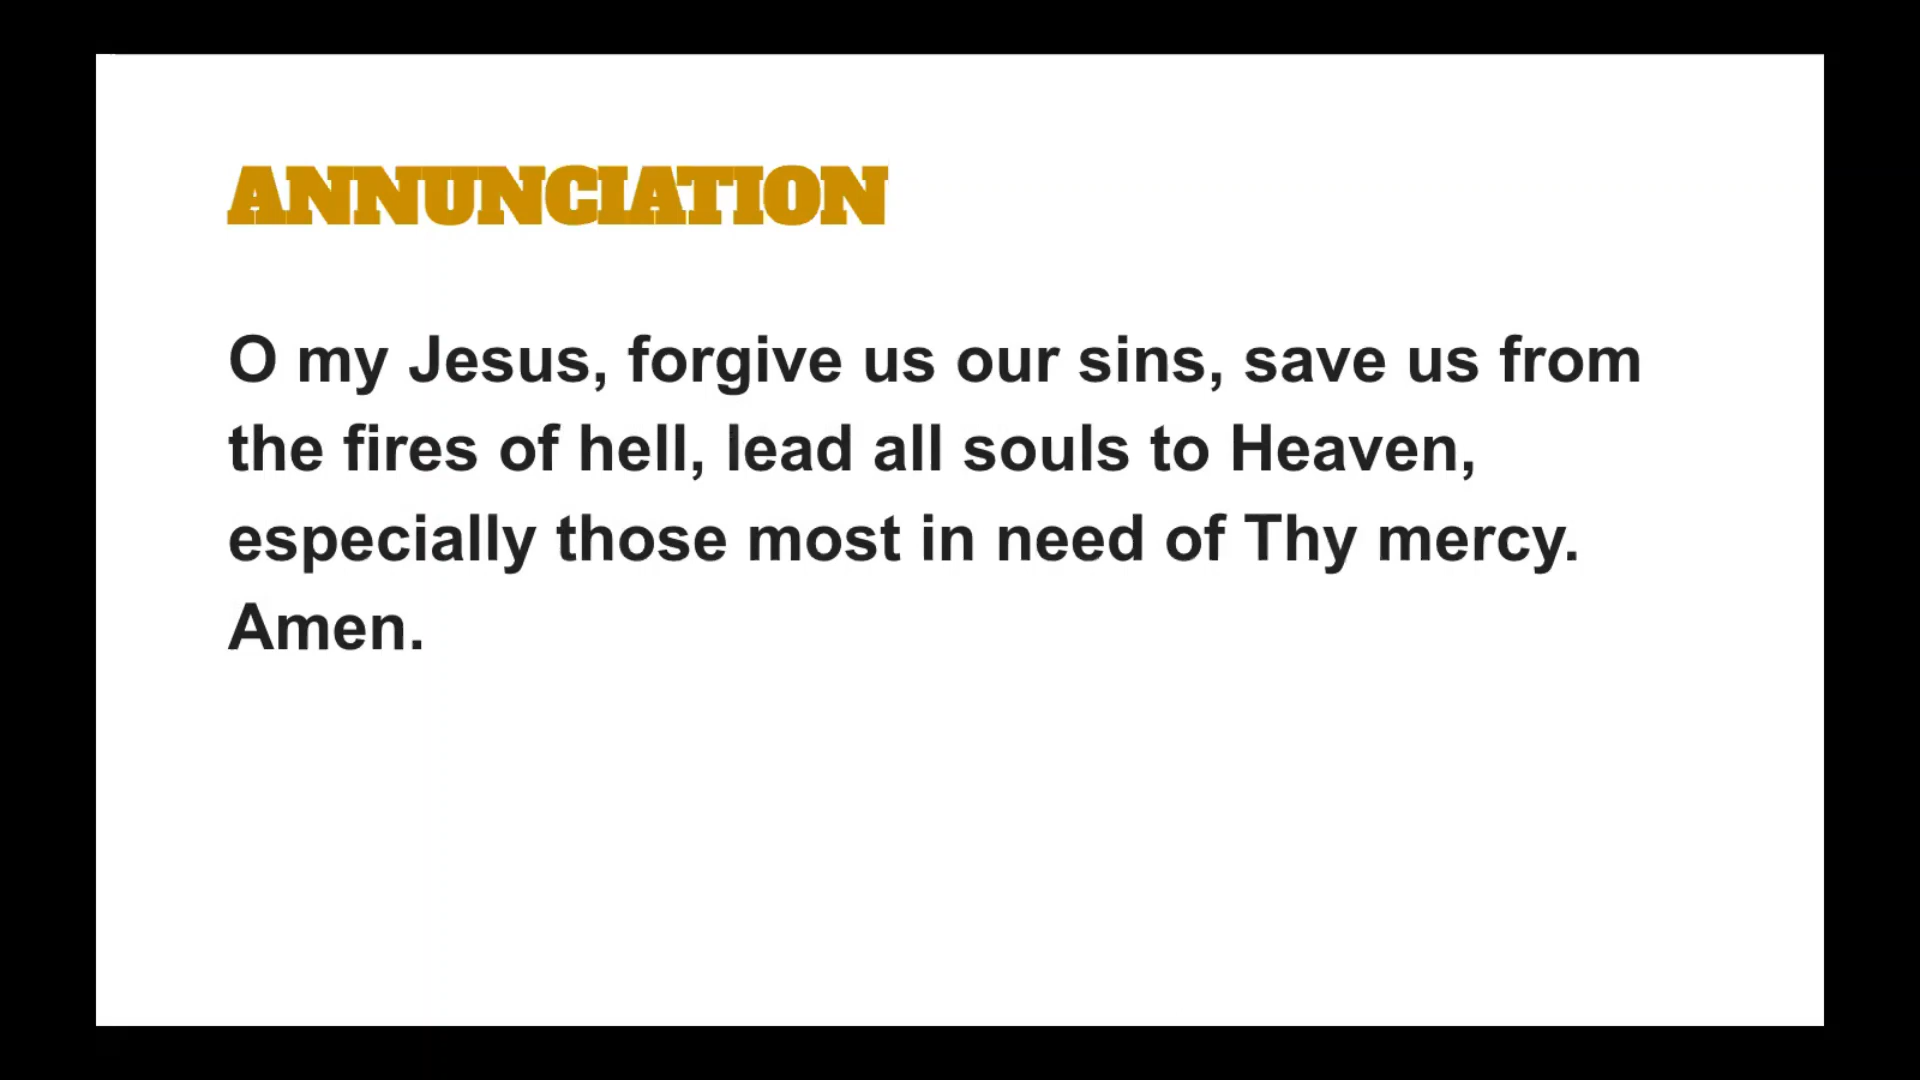 ANNUNCIATION
O my Jesus, forgive us our sins, save us from
the fires of hell, lead all souls to Heaven,
especially those most in need of Thy mercy.
Amen.